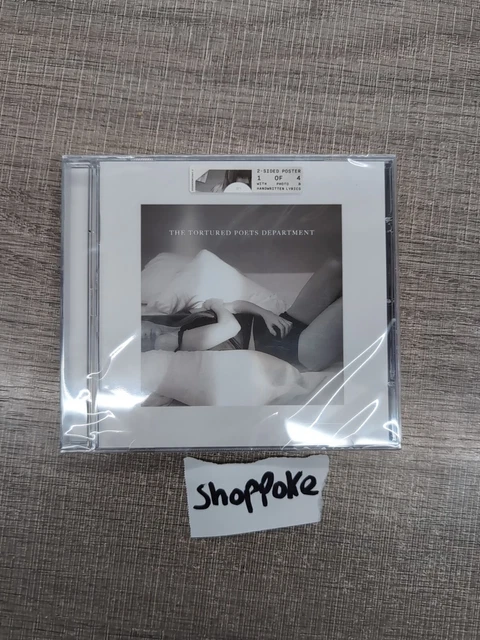 2-SIDED POSTER
1 OF 4
WITH PHOTO &
HANDWRITTEN LYRICS
THE TORTURED POETS DEPARTMENT
shoppoke